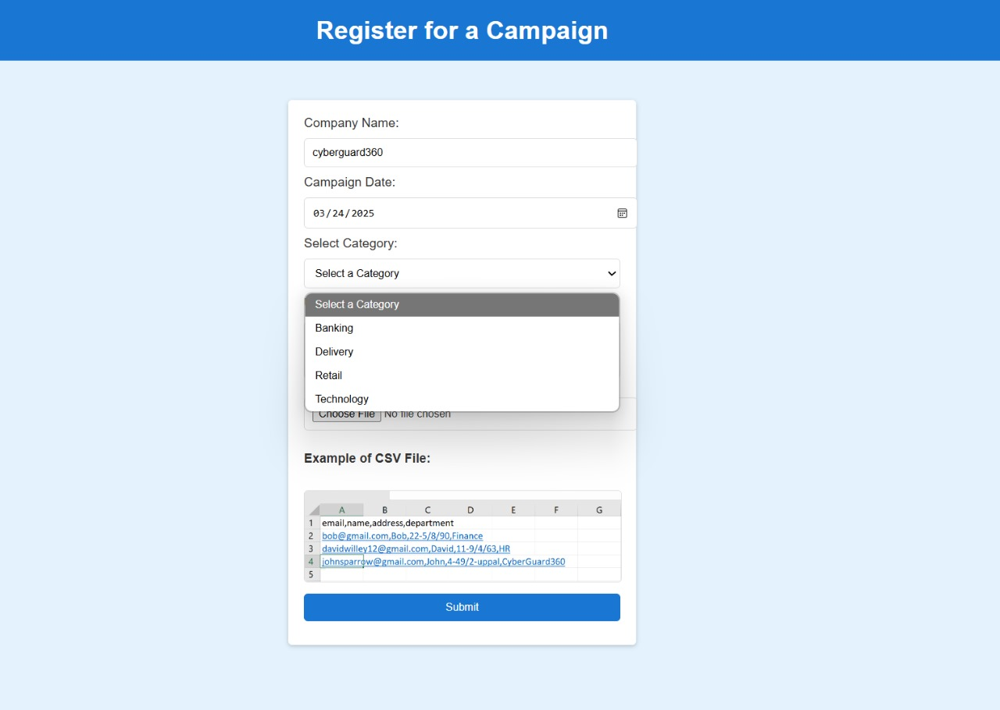 Register for a Campaign
Company Name:
cyberguard360
Campaign Date:
03/24/2025
Select Category:
Select a Category
Select a Category
Banking
Delivery
Retail
Technology
Choose File No file chosen
Example of CSV File:
A B C D E F G
1 email,name,address,department
2 bob@gmail.com,Bob,22-5/8/90,Finance
3 davidwilley12@gmail.com,David,11-9/4/63,HR
4 johnsparrow@gmail.com,John,4-49/2-uppal,CyberGuard360
5
Submit